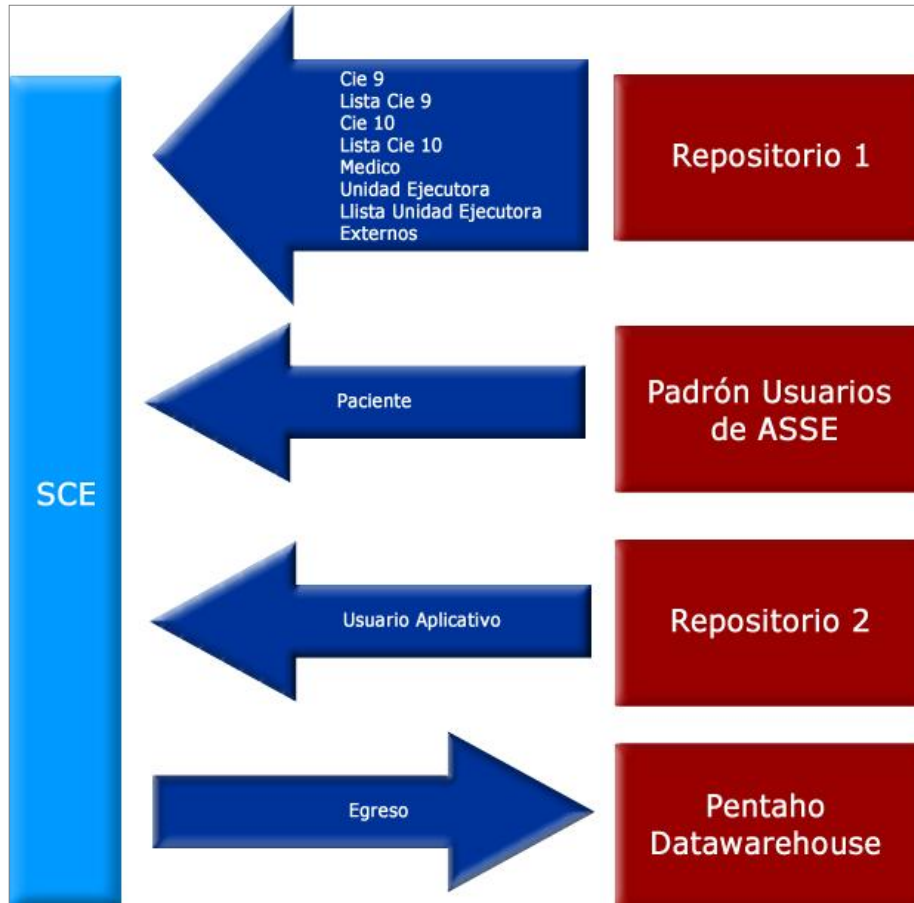 SCE
Cie 9
Lista Cie 9
Cie 10
Lista Cie 10
Medico
Unidad Ejecutora
Llista Unidad Ejecutora
Externos
Repositorio 1
Paciente
Padrón Usuarios
de ASSE
Usuario Aplicativo
Repositorio 2
Egreso
Pentaho
Datawarehouse